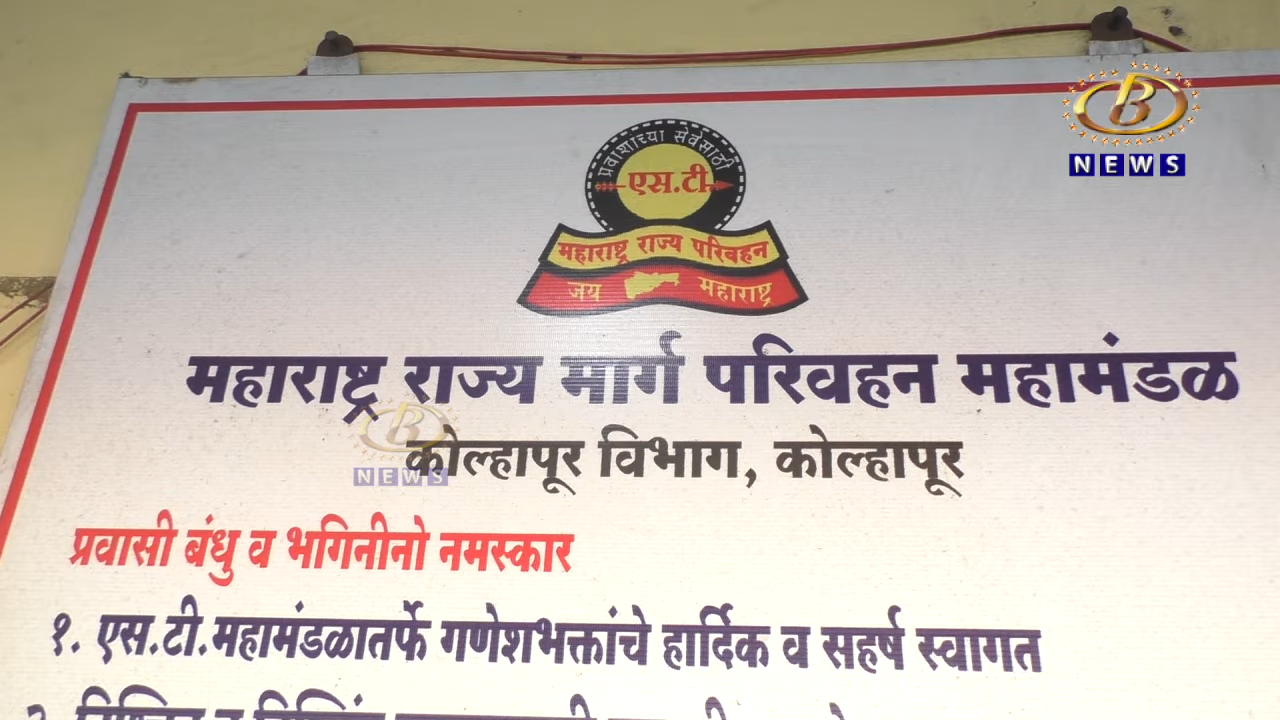 B
NEWS
प्रवाशांच्या सेवेसाठी
एस.टी
महाराष्ट्र राज्य परिवहन
जय महाराष्ट्र
महाराष्ट्र राज्य मार्ग परिवहन महामंडळ
कोल्हापूर विभाग, कोल्हापूर
B
NEWS
प्रवासी बंधु व भगिनीनो नमस्कार
१. एस.टी.महामंडळातर्फे गणेशभक्तांचे हार्दिक व सहर्ष स्वागत